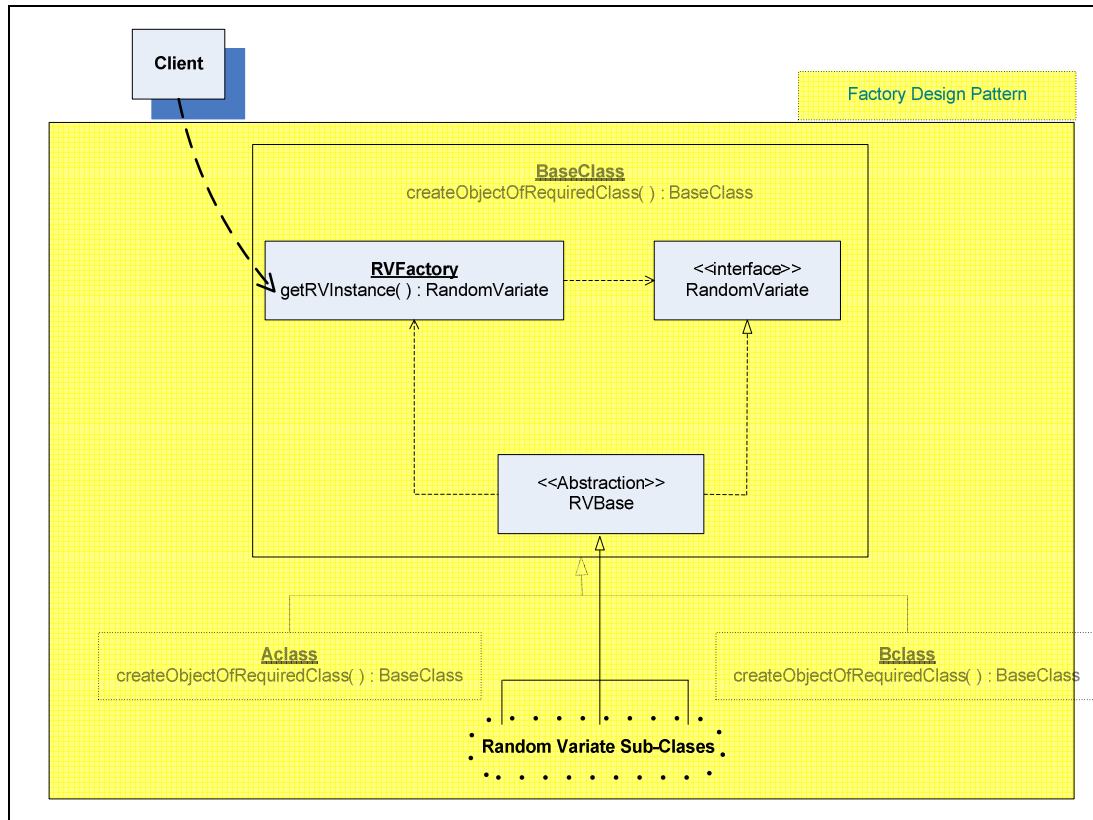 Client
Factory Design Pattern
BaseClass
createObjectOfRequiredClass( ) : BaseClass
RVFactory
getRVInstance( ) : RandomVariate
<<interface>>
RandomVariate
<<Abstraction>>
RVBase
Aclass
createObjectOfRequiredClass( ) : BaseClass
Bclass
createObjectOfRequiredClass( ) : BaseClass
Random Variate Sub-Clases